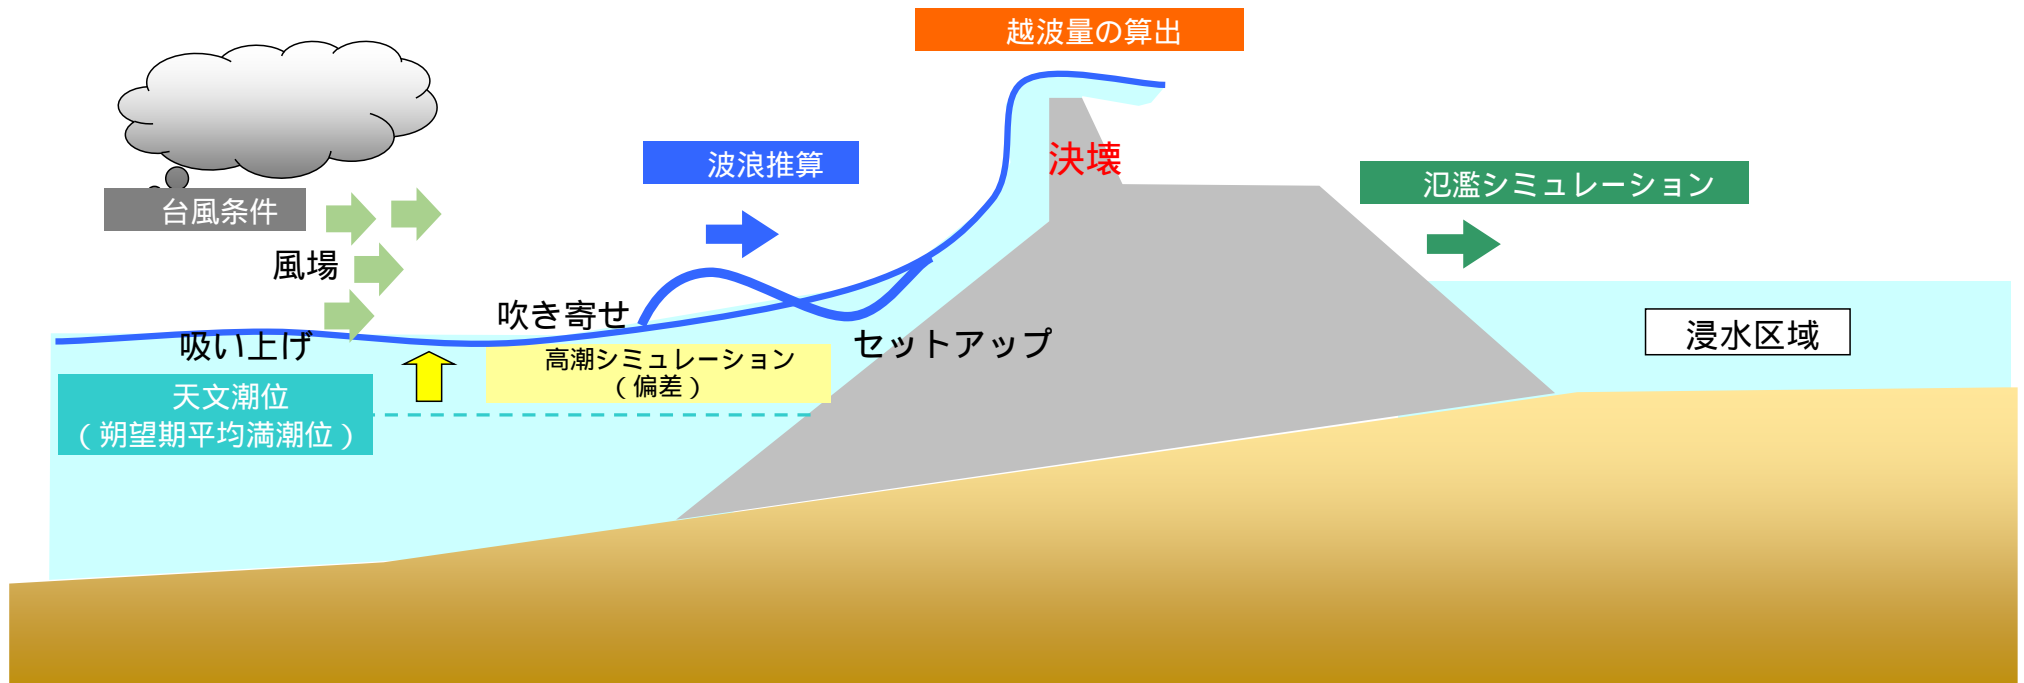 越波量の算出
波浪推算
決壊
氾濫シミュレーション
台風条件
風場
吹き寄せ
吸い上げ
セットアップ
浸水区域
高潮シミュレーション
（偏差）
天文潮位
（朔望期平均満潮位）